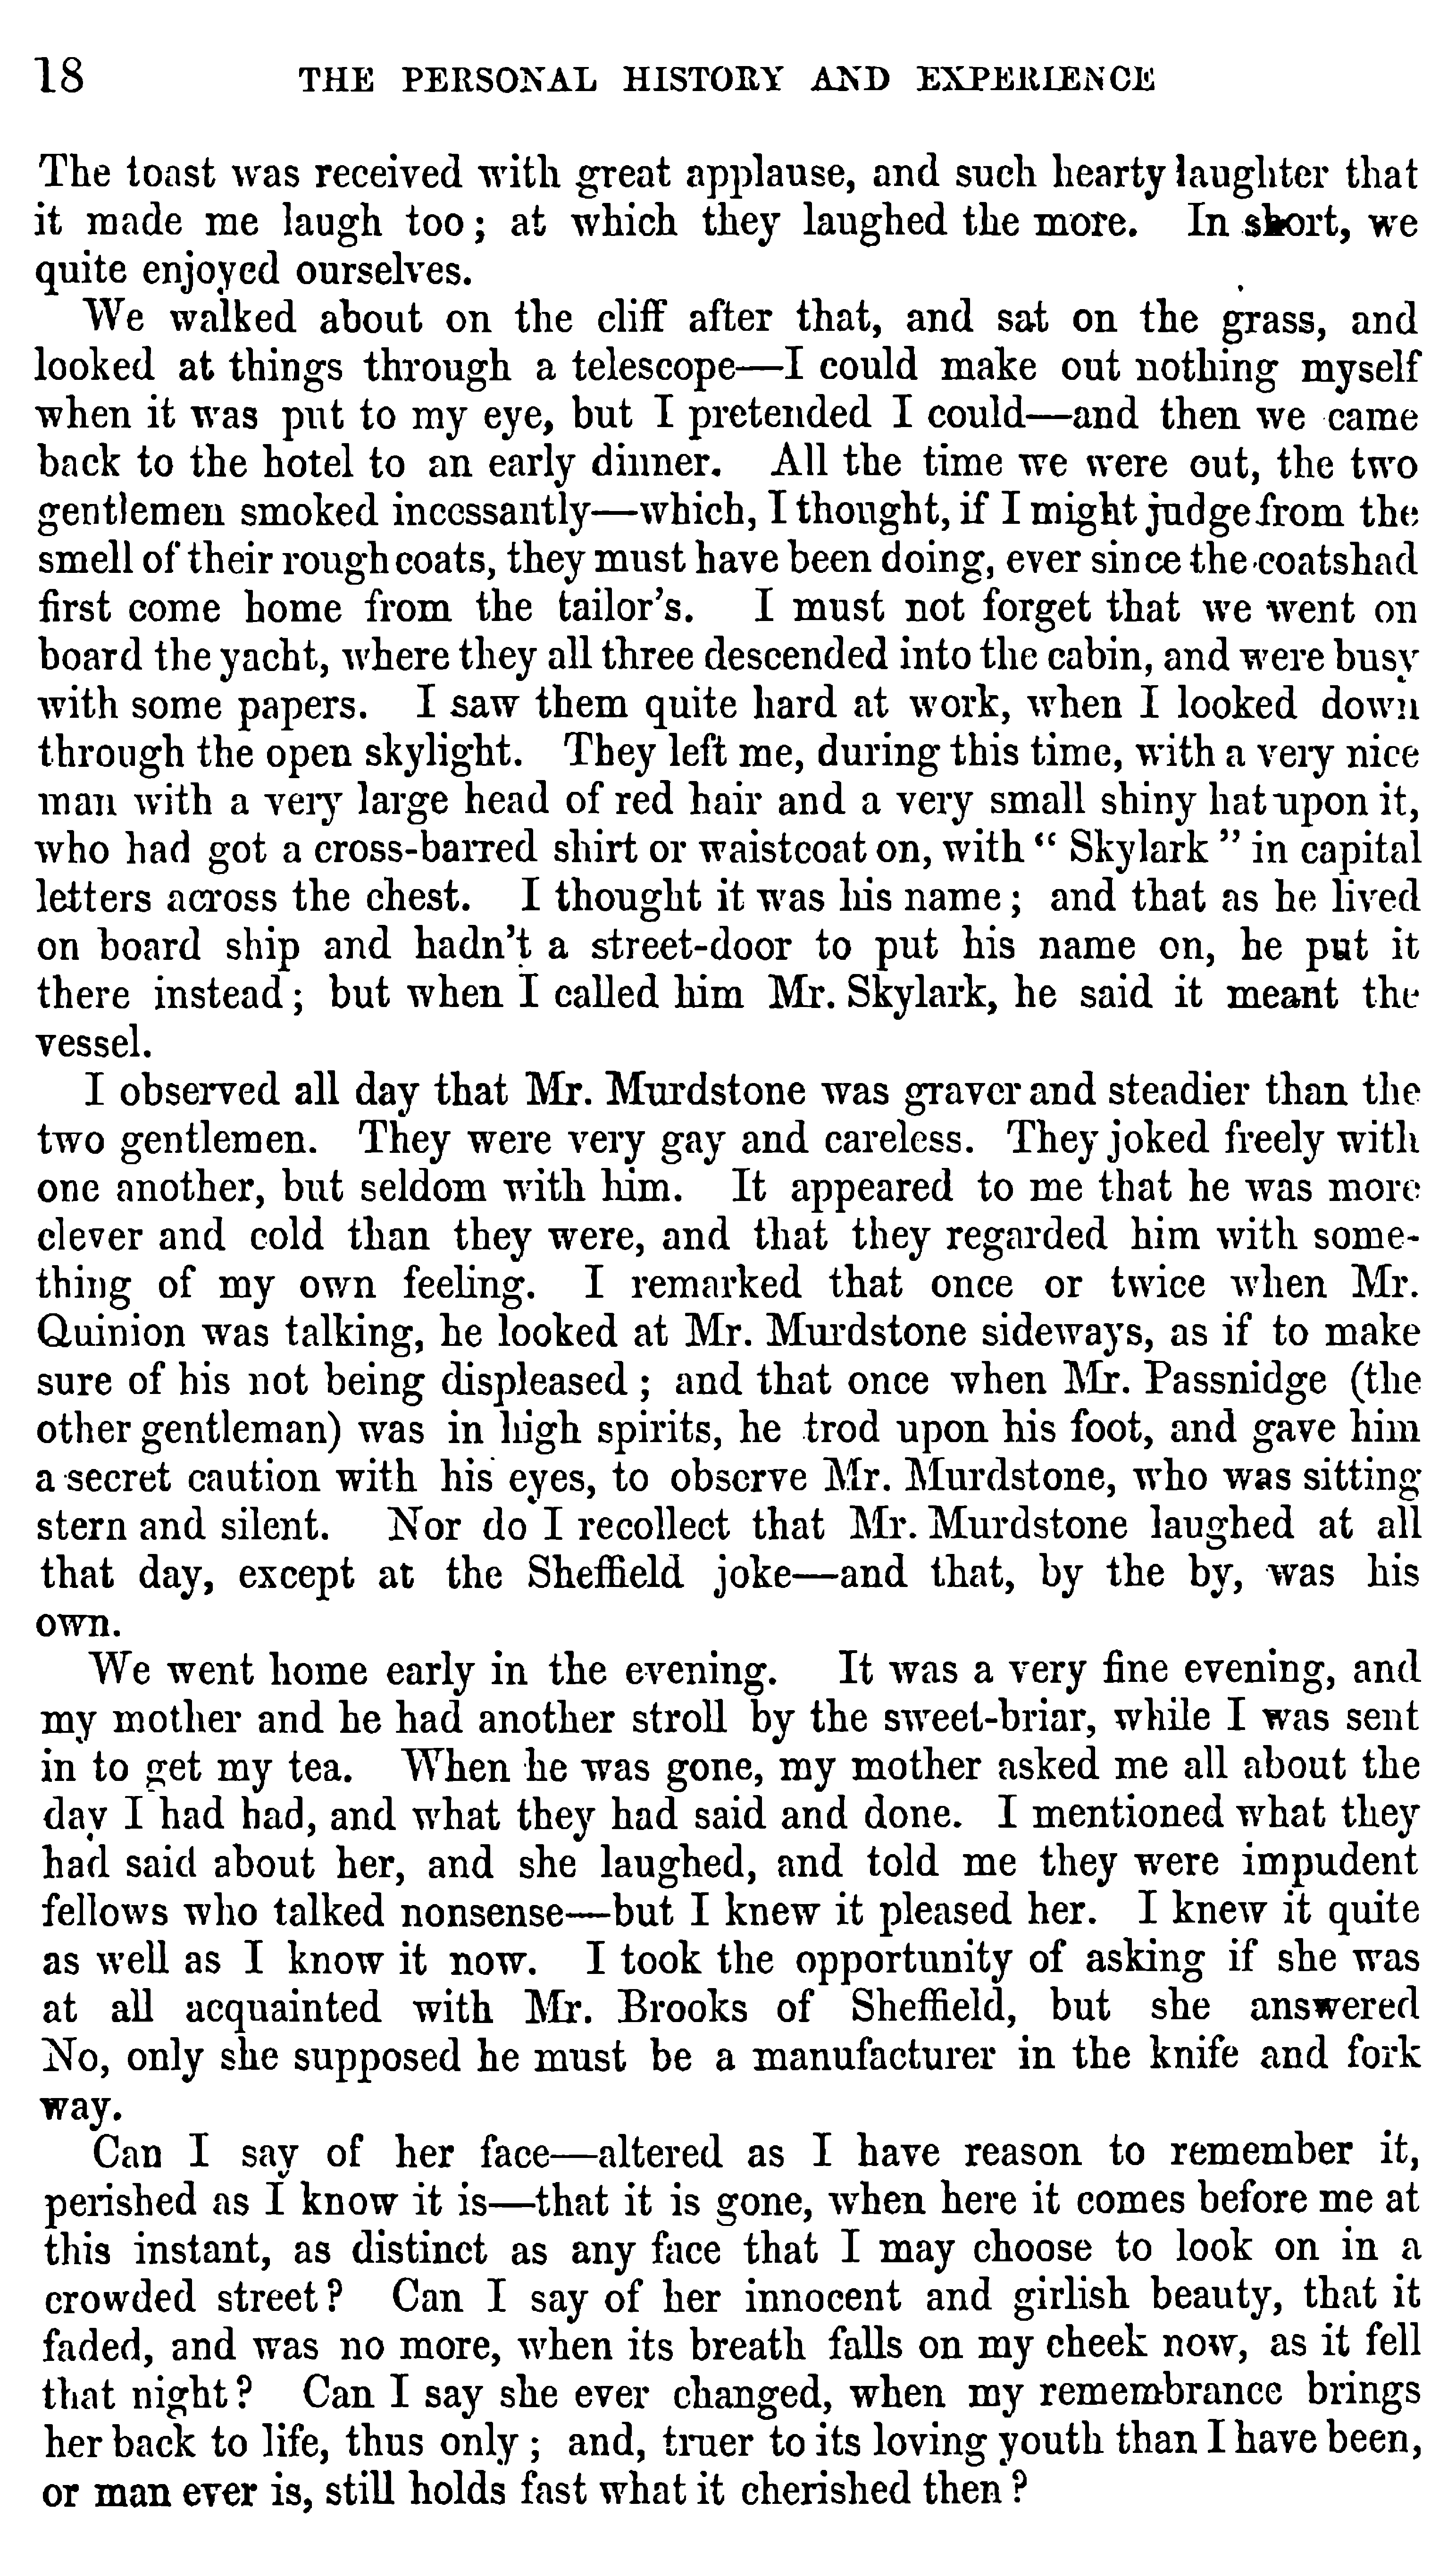 18 THE PERSONAL HISTORY AND EXPERIENCE
The toast was received with great applause, and such hearty laughter that
it made me laugh too; at which they laughed the more. In short, we
quite enjoyed ourselves.
We walked about on the cliff after that, and sat on the grass, and
looked at things through a telescope—I could make out nothing myself
when it was put to my eye, but I pretended I could—and then we came
back to the hotel to an early dinner. All the time we were out, the two
gentlemen smoked incessantly—which, I thought, if I might judge from the
smell of their rough coats, they must have been doing, ever since the coats had
first come home from the tailor's. I must not forget that we went on
board the yacht, where they all three descended into the cabin, and were busy
with some papers. I saw them quite hard at work, when I looked down
through the open skylight. They left me, during this time, with a very nice
man with a very large head of red hair and a very small shiny hat upon it,
who had got a cross-barred shirt or waistcoat on, with “ Skylark ” in capital
letters across the chest. I thought it was his name; and that as he lived
on board ship and hadn't a street-door to put his name on, he put it
there instead; but when I called him Mr. Skylark, he said it meant the
vessel.
I observed all day that Mr. Murdstone was graver and steadier than the
two gentlemen. They were very gay and careless. They joked freely with
one another, but seldom with him. It appeared to me that he was more
clever and cold than they were, and that they regarded him with some-
thing of my own feeling. I remarked that once or twice when Mr.
Quinion was talking, he looked at Mr. Murdstone sideways, as if to make
sure of his not being displeased; and that once when Mr. Passnidge (the
other gentleman) was in high spirits, he trod upon his foot, and gave him
a secret caution with his eyes, to observe Mr. Murdstone, who was sitting
stern and silent. Nor do I recollect that Mr. Murdstone laughed at all
that day, except at the Sheffield joke—and that, by the by, was his
own.
We went home early in the evening. It was a very fine evening, and
my mother and he had another stroll by the sweet-briar, while I was sent
in to get my tea. When he was gone, my mother asked me all about the
day I had had, and what they had said and done. I mentioned what they
had said about her, and she laughed, and told me they were impudent
fellows who talked nonsense—but I knew it pleased her. I knew it quite
as well as I know it now. I took the opportunity of asking if she was
at all acquainted with Mr. Brooks of Sheffield, but she answered
No, only she supposed he must be a manufacturer in the knife and fork
way.
Can I say of her face—altered as I have reason to remember it,
perished as I know it is—that it is gone, when here it comes before me at
this instant, as distinct as any face that I may choose to look on in a
crowded street? Can I say of her innocent and girlish beauty, that it
faded, and was no more, when its breath falls on my cheek now, as it fell
that night? Can I say she ever changed, when my remembrance brings
her back to life, thus only; and, truer to its loving youth than I have been,
or man ever is, still holds fast what it cherished then?